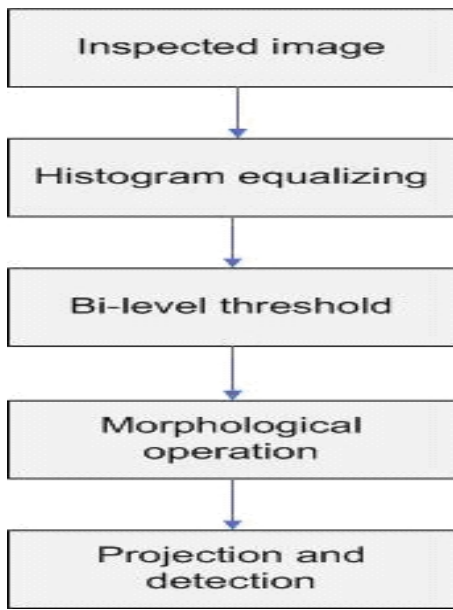 Inspected image
Histogram equalizing
Bi-level threshold
Morphological
operation
Projection and
detection